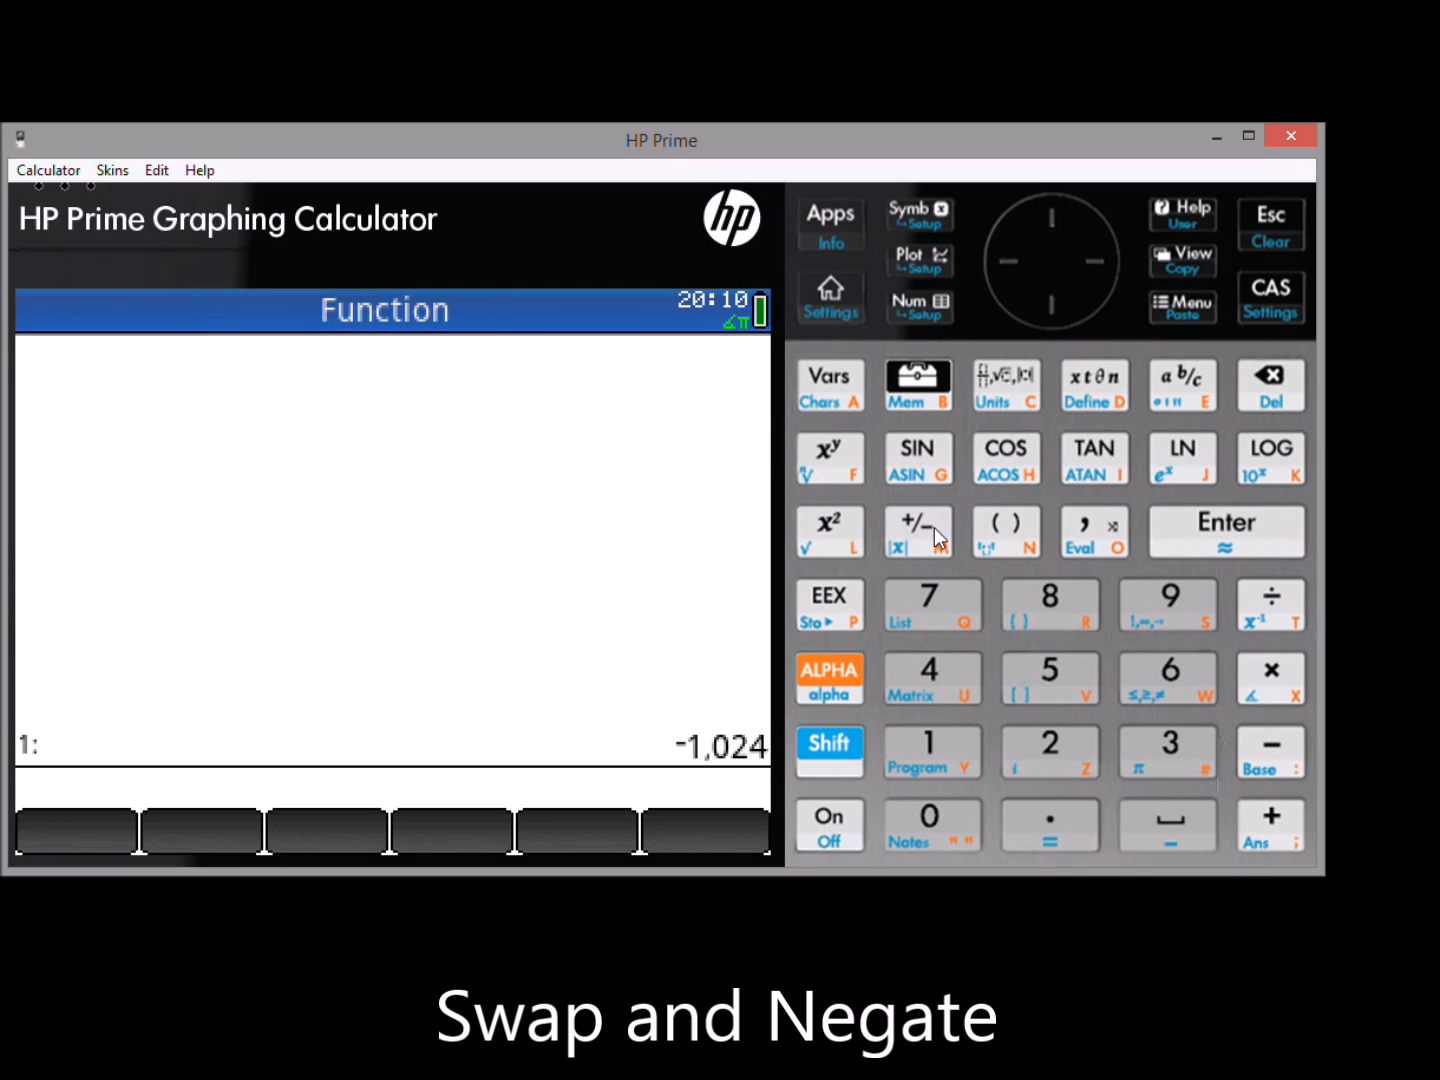 HP Prime
Calculator Skins Edit Help
HP Prime Graphing Calculator
hp
Function
20:10
∡π
1:
-1,024
Apps
Info
Symb
Setup
Help
User
Esc
Clear
Plot
Setup
View
Copy
Settings
Num
Setup
Menu
Paste
CAS
Settings
Vars
Chars A
Mem B
Units C
x t θ n
Define D
a b/c
E
Del
xʸ
F
SIN
ASIN G
COS
ACOS H
TAN
ATAN I
LN
eˣ J
LOG
10ˣ K
x²
√ L
+/-
|x| M
( )
N
,
Eval O
Enter
≈
EEX
Sto ▸ P
7
List Q
8
{ } R
9
!,∞,→ S
÷
x⁻¹ T
ALPHA
alpha
4
Matrix U
5
[ ] V
6
≤,≥,≠ W
×
∡ X
Shift
1
Program Y
2
i Z
3
π #
−
Base :
On
Off
0
Notes " "
.
=
␣
_
+
Ans ;
Swap and Negate